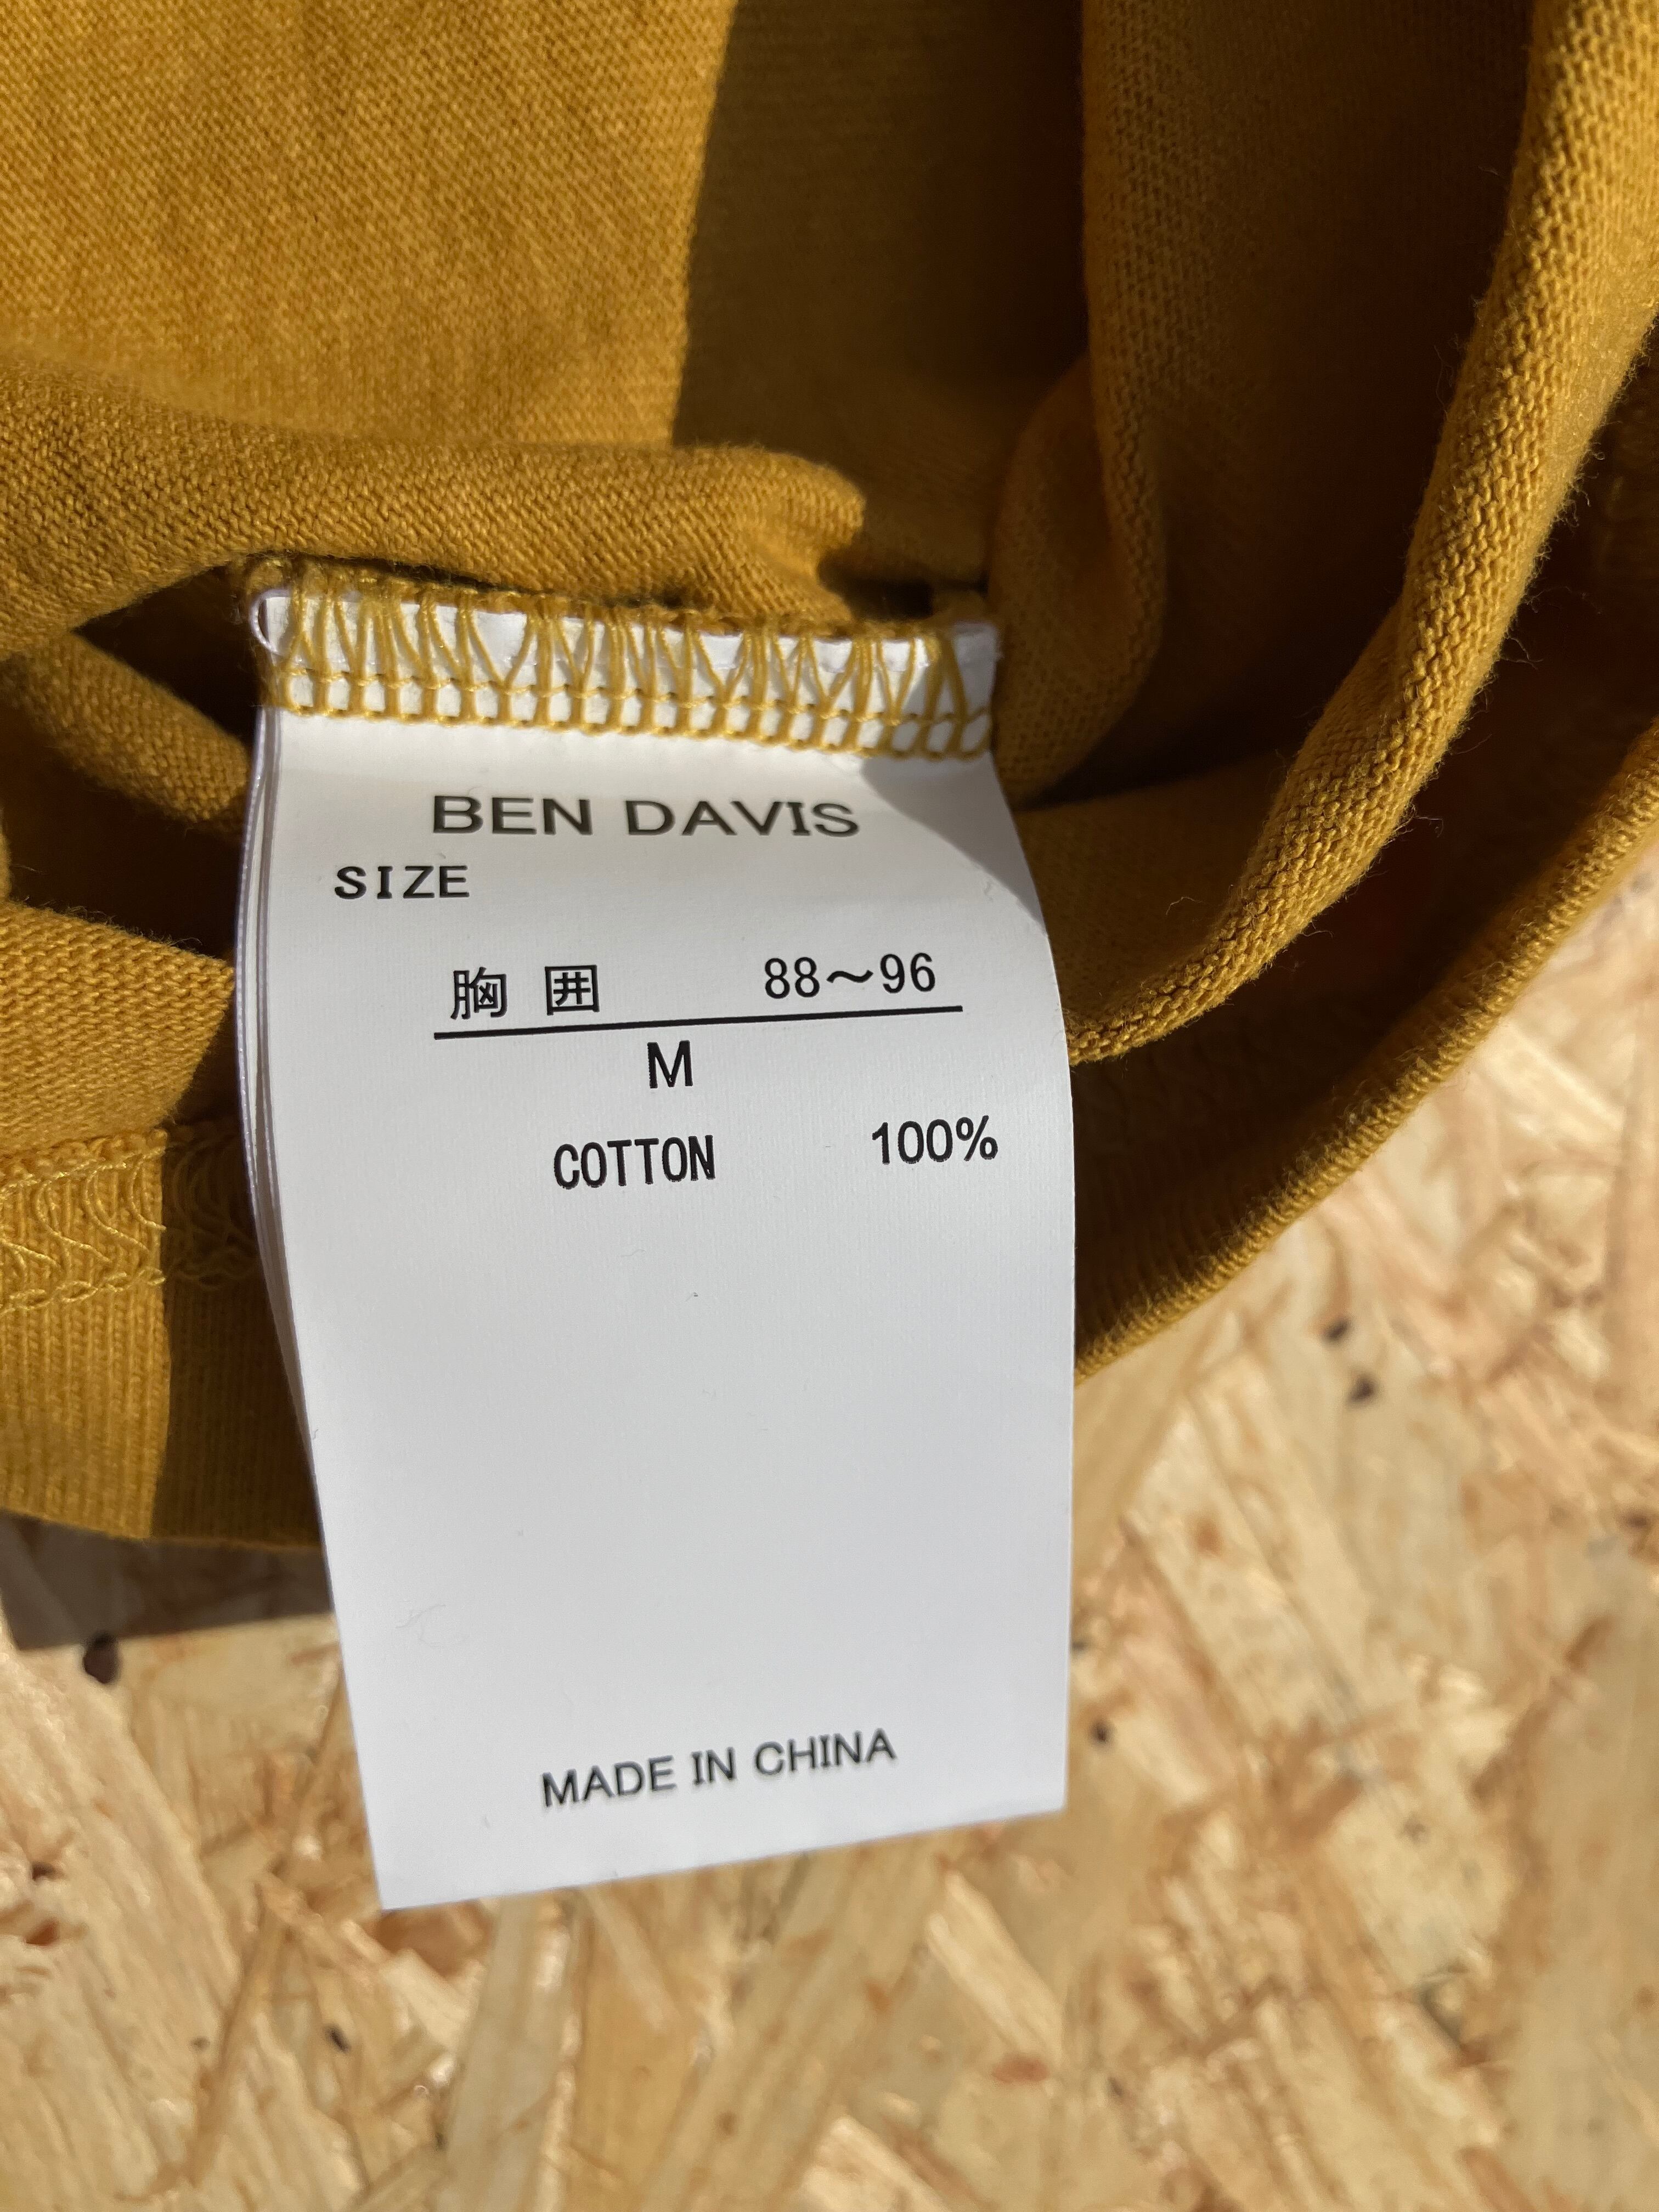 BEN DAVIS
SIZE
胸 囲 88〜96
M
COTTON 100%
MADE IN CHINA